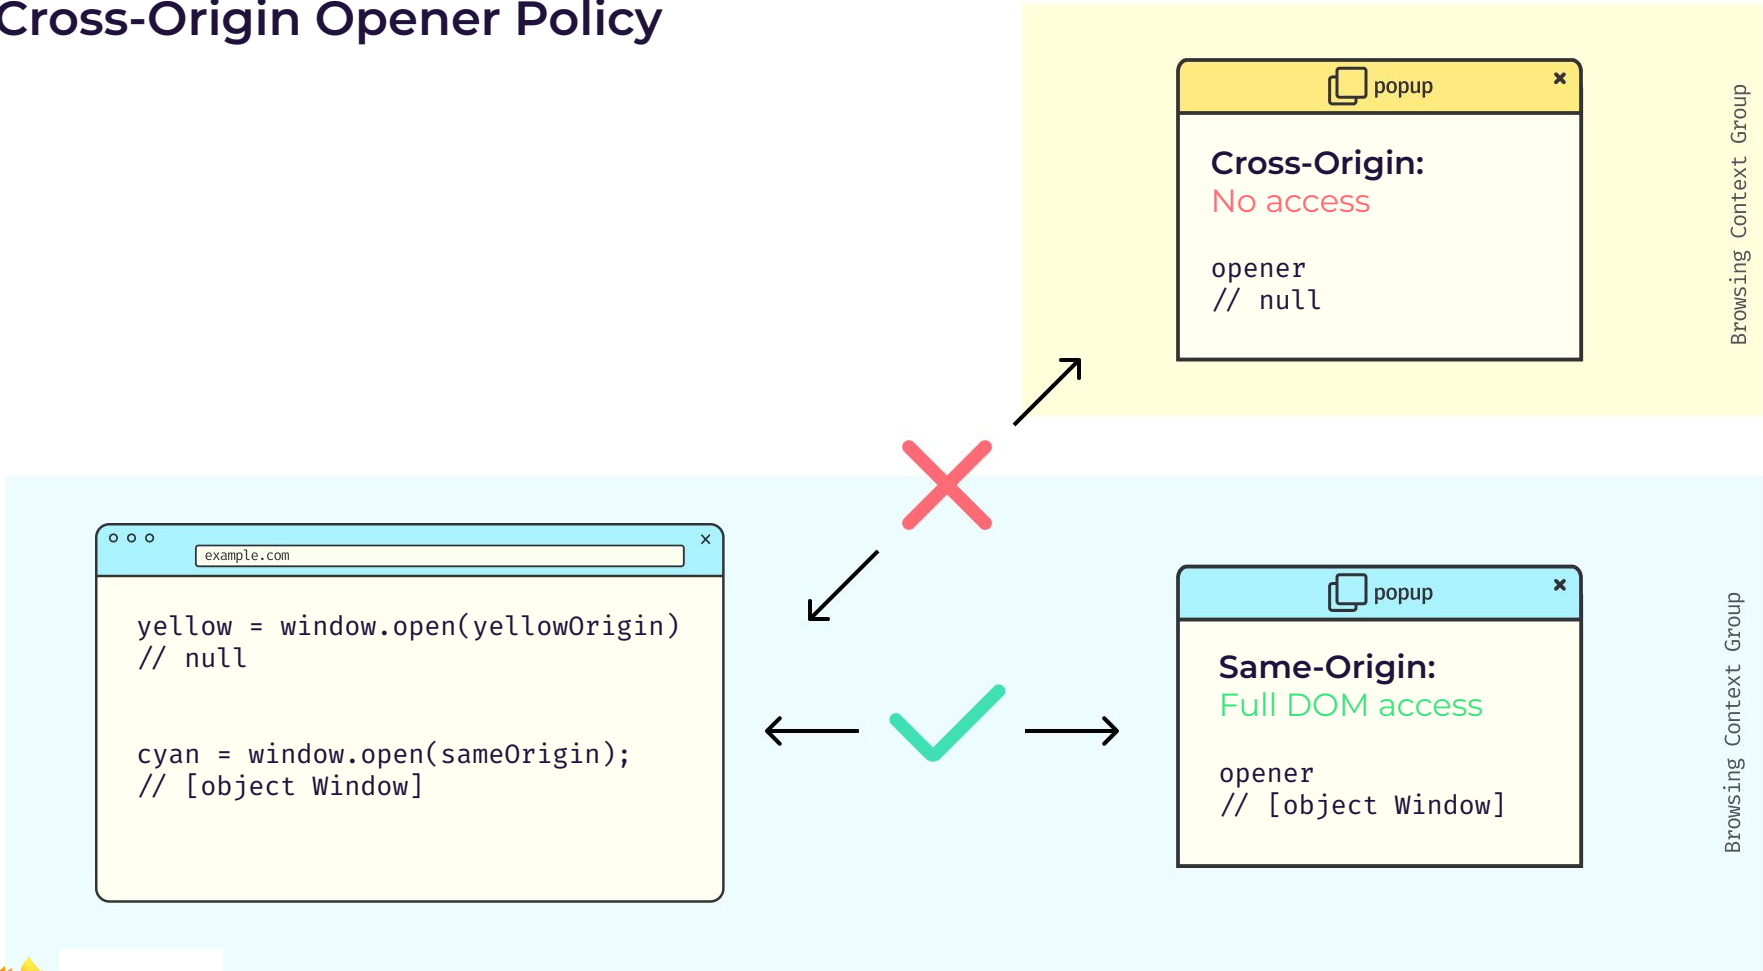 Cross-Origin Opener Policy
popup
Cross-Origin:
No access
opener
// null
Browsing Context Group
example.com
yellow = window.open(yellowOrigin)
// null
cyan = window.open(sameOrigin);
// [object Window]
popup
Same-Origin:
Full DOM access
opener
// [object Window]
Browsing Context Group